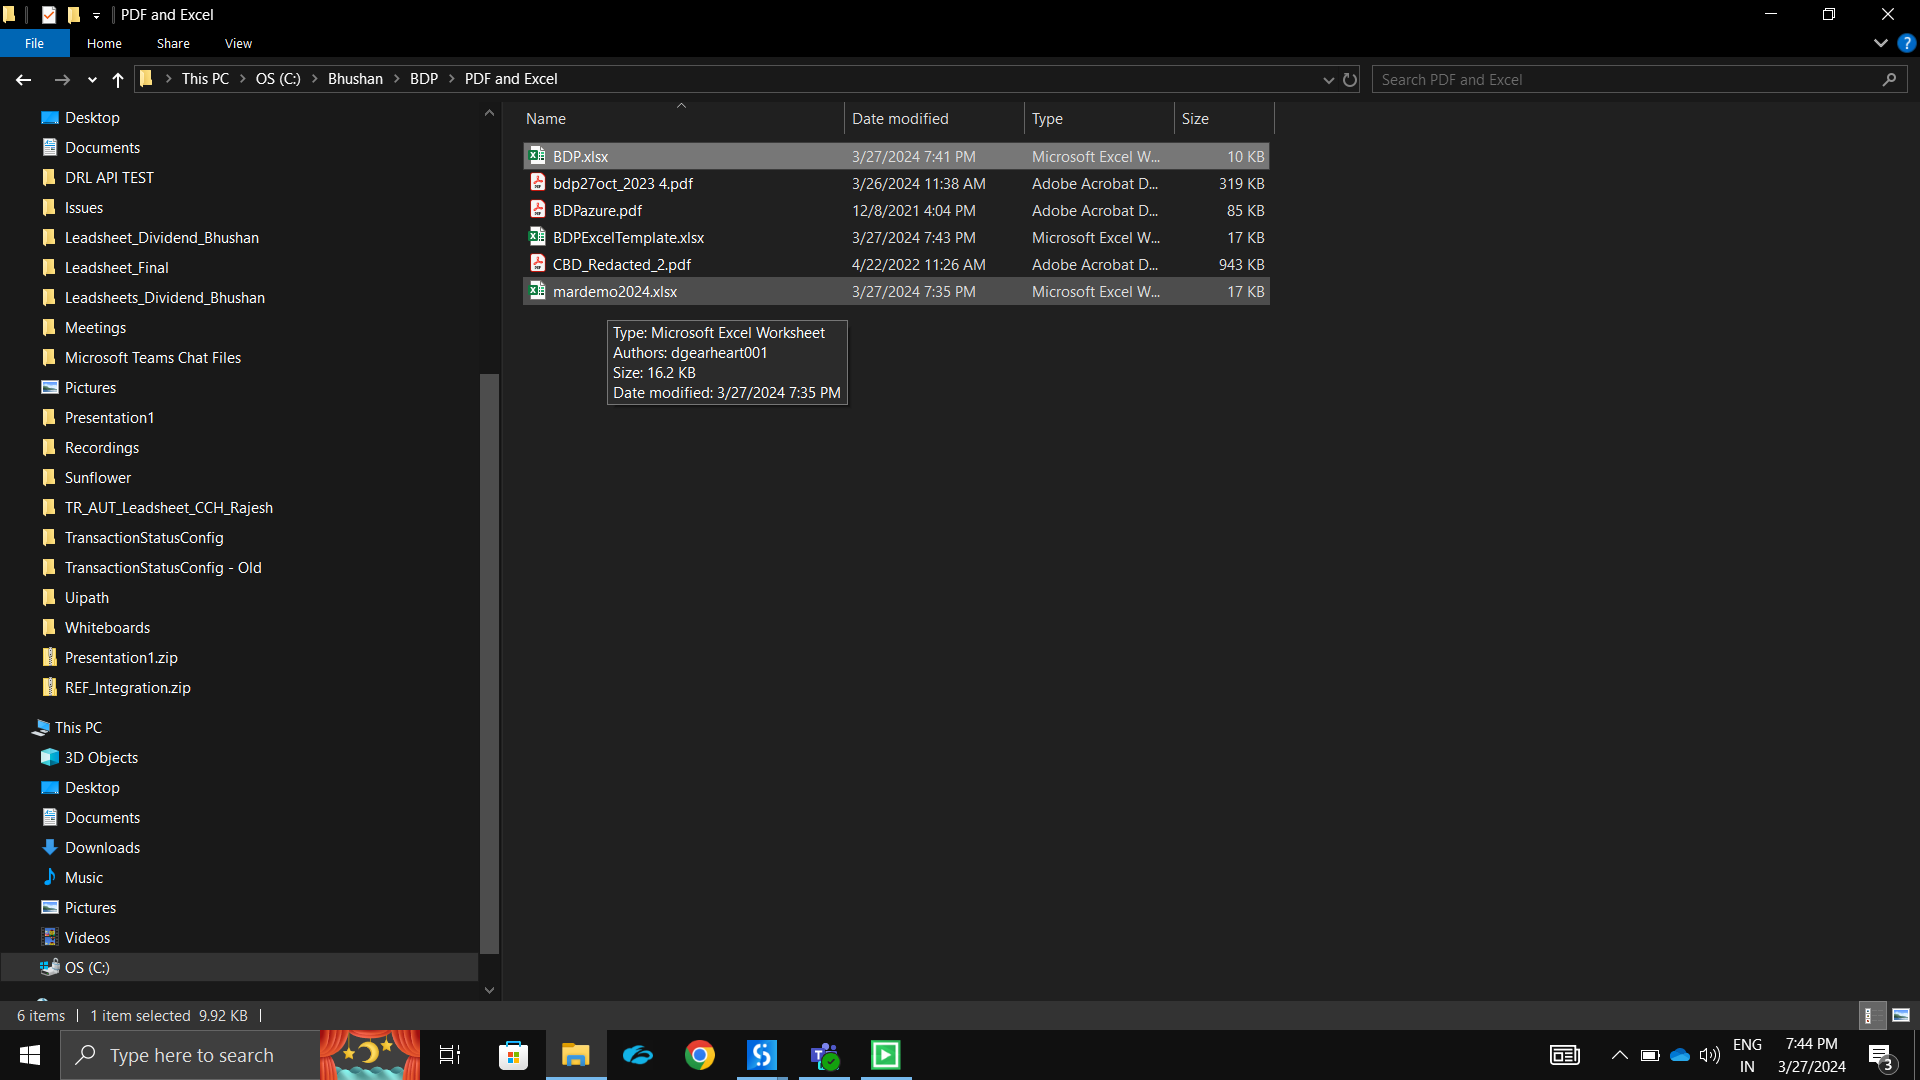 PDF and Excel
File Home Share View
This PC OS (C:) Bhushan BDP PDF and Excel
Search PDF and Excel
Desktop
Documents
DRL API TEST
Issues
Leadsheet_Dividend_Bhushan
Leadsheet_Final
Leadsheets_Dividend_Bhushan
Meetings
Microsoft Teams Chat Files
Pictures
Presentation1
Recordings
Sunflower
TR_AUT_Leadsheet_CCH_Rajesh
TransactionStatusConfig
TransactionStatusConfig - Old
Uipath
Whiteboards
Presentation1.zip
REF_Integration.zip
This PC
3D Objects
Desktop
Documents
Downloads
Music
Pictures
Videos
OS (C:)
Name Date modified Type Size
BDP.xlsx 3/27/2024 7:41 PM Microsoft Excel W... 10 KB
bdp27oct_2023 4.pdf 3/26/2024 11:38 AM Adobe Acrobat D... 319 KB
BDPazure.pdf 12/8/2021 4:04 PM Adobe Acrobat D... 85 KB
BDPExcelTemplate.xlsx 3/27/2024 7:43 PM Microsoft Excel W... 17 KB
CBD_Redacted_2.pdf 4/22/2022 11:26 AM Adobe Acrobat D... 943 KB
mardemo2024.xlsx 3/27/2024 7:35 PM Microsoft Excel W... 17 KB
Type: Microsoft Excel Worksheet
Authors: dgearheart001
Size: 16.2 KB
Date modified: 3/27/2024 7:35 PM
6 items 1 item selected 9.92 KB
Type here to search
ENG
IN
7:44 PM
3/27/2024
3